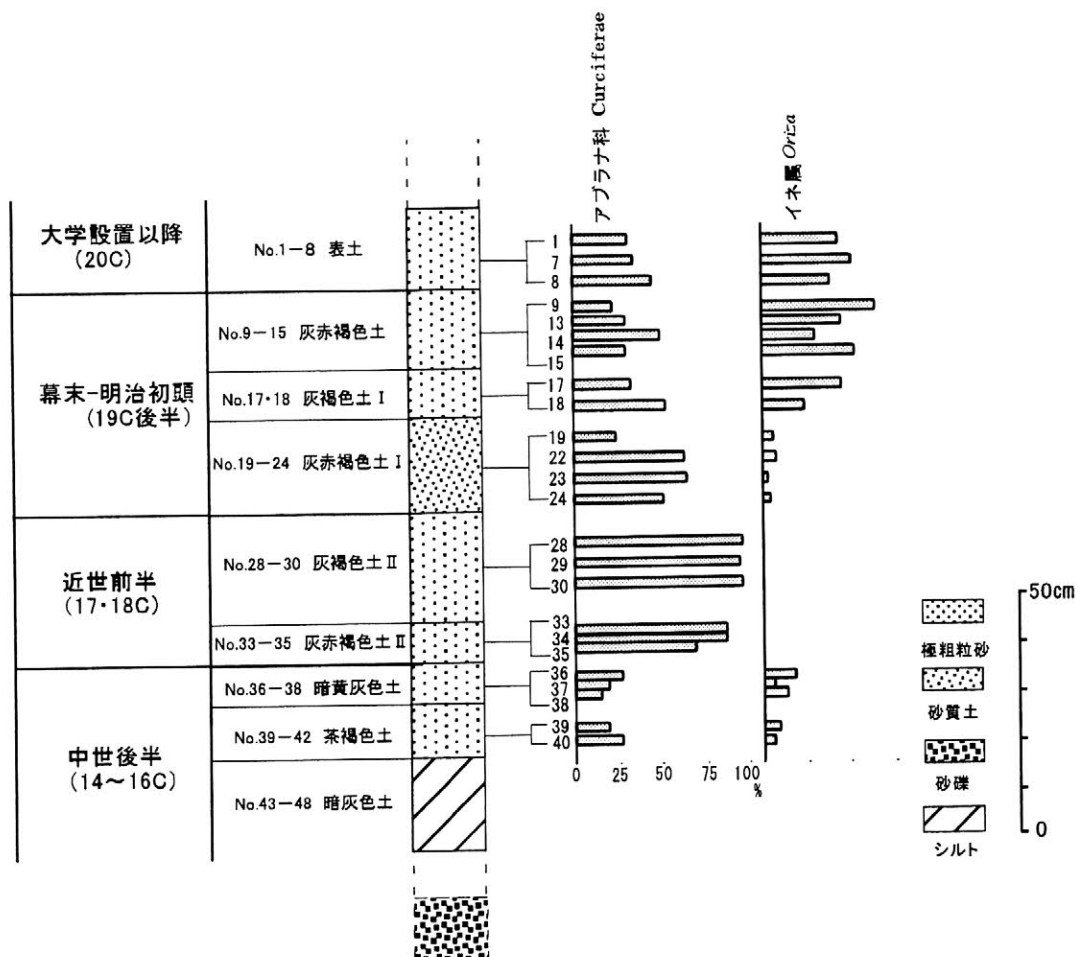 アブラナ科 Curciferae
イネ属 Oriza
大学設置以降
(20C)
No.1-8 表土
1
7
8
幕末-明治初頭
(19C後半)
No.9-15 灰赤褐色土
9
13
14
15
No.17・18 灰褐色土 I
17
18
No.19-24 灰赤褐色土 I
19
22
23
24
近世前半
(17・18C)
No.28-30 灰褐色土 II
28
29
30
No.33-35 灰赤褐色土 II
33
34
35
中世後半
(14~16C)
No.36-38 暗黄灰色土
36
37
38
No.39-42 茶褐色土
39
40
No.43-48 暗灰色土
0 25 50 75 100
%
極粗粒砂
砂質土
砂礫
シルト
50cm
0